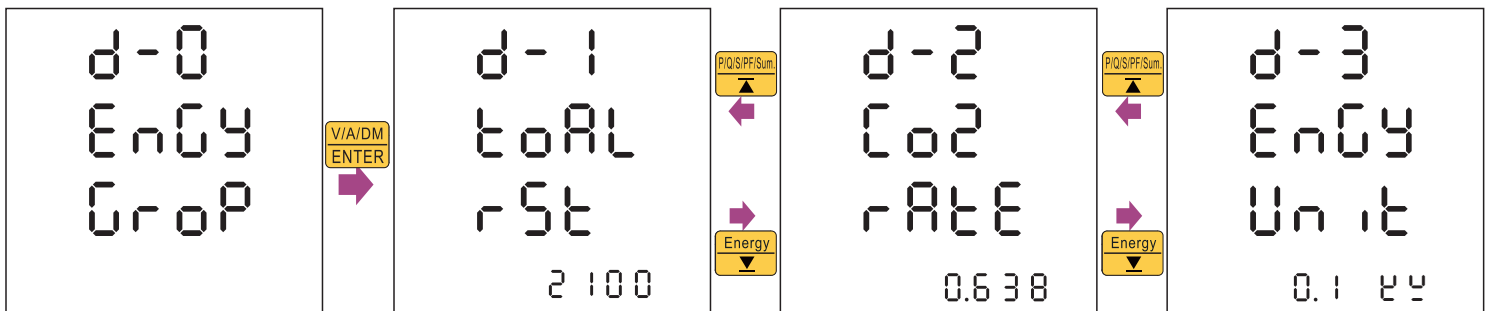 d-0
EnGY
GroP
V/A/DM
ENTER
d-1
toAL
rSt
2100
P/Q/S/PF/Sum.
Energy
d-2
Co2
rAtE
0.638
P/Q/S/PF/Sum.
Energy
d-3
EnGY
Unit
0.1